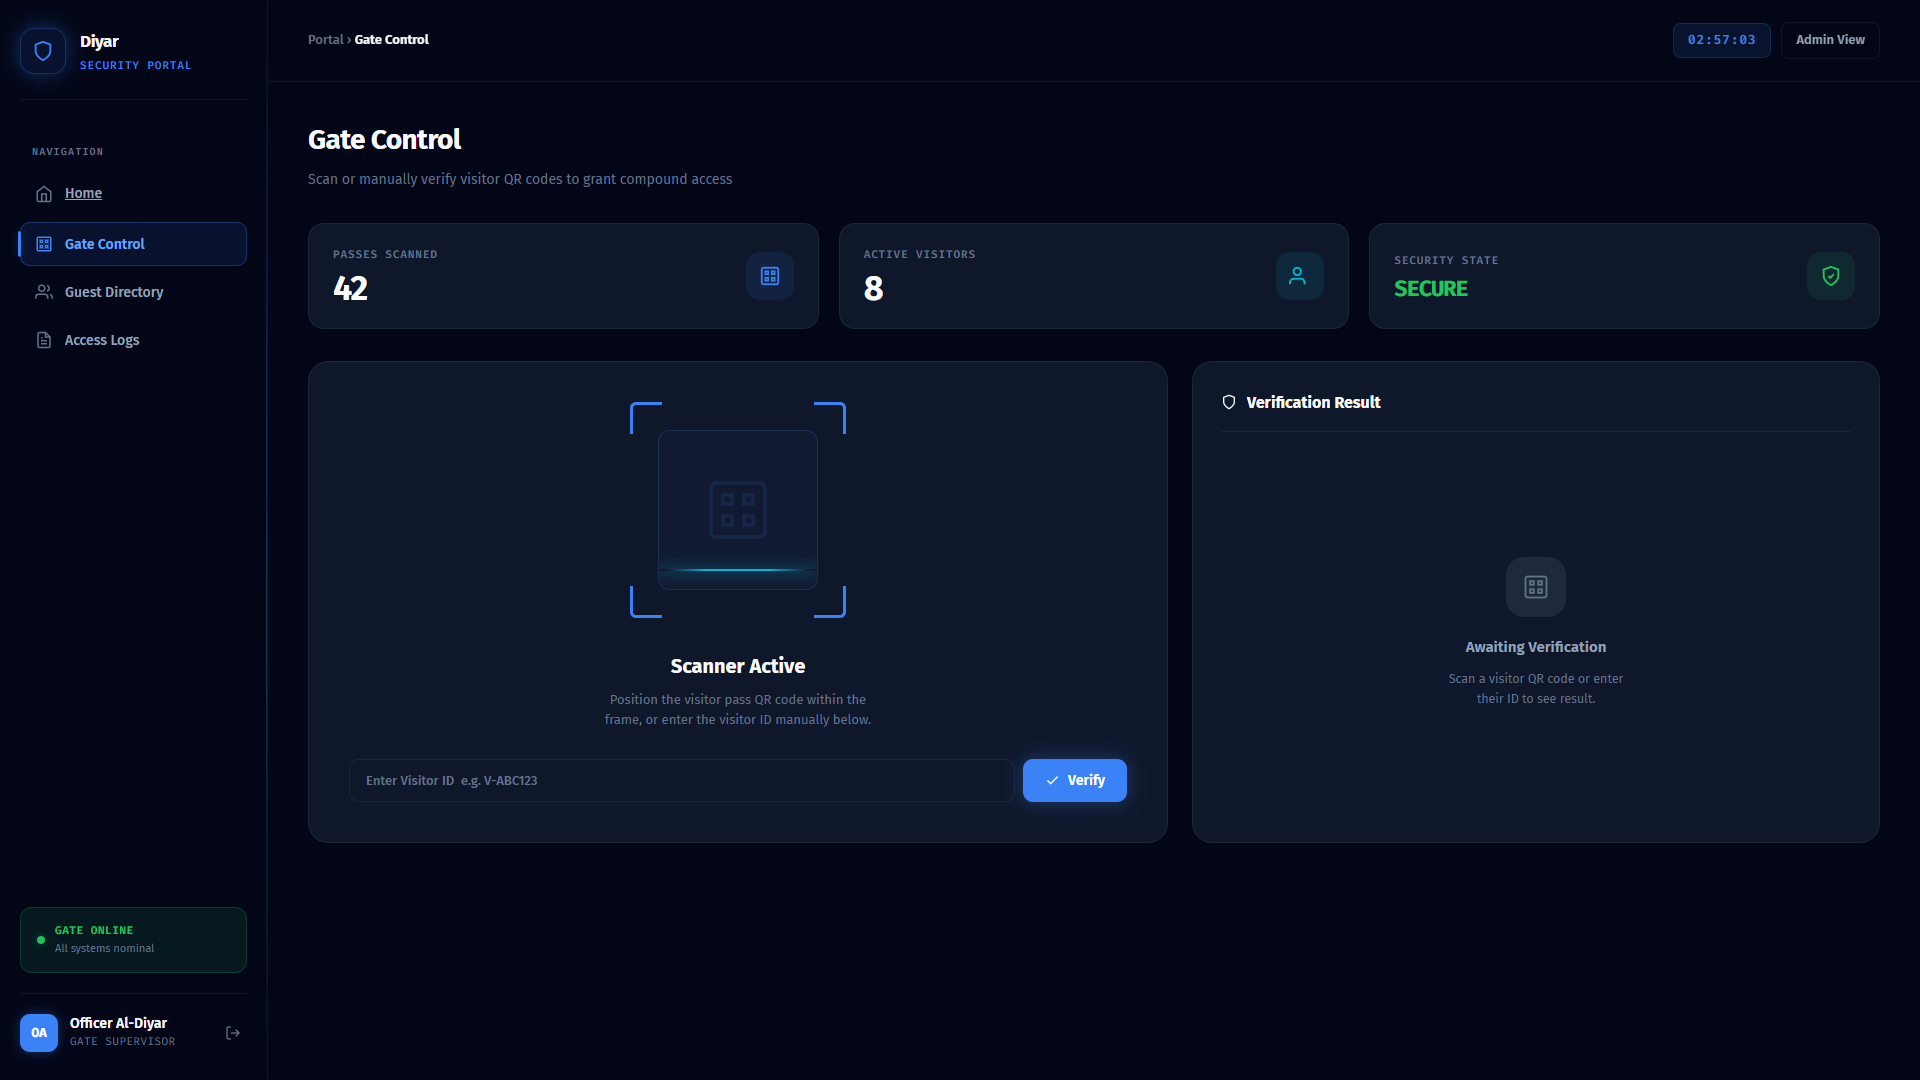 Diyar
SECURITY PORTAL
NAVIGATION
Home
Gate Control
Guest Directory
Access Logs
GATE ONLINE
All systems nominal
OA
Officer Al-Diyar
GATE SUPERVISOR
Portal › Gate Control
02:57:03
Admin View
Gate Control
Scan or manually verify visitor QR codes to grant compound access
PASSES SCANNED
42
ACTIVE VISITORS
8
SECURITY STATE
SECURE
Scanner Active
Position the visitor pass QR code within the
frame, or enter the visitor ID manually below.
Enter Visitor ID  e.g. V-ABC123
Verify
Verification Result
Awaiting Verification
Scan a visitor QR code or enter
their ID to see result.